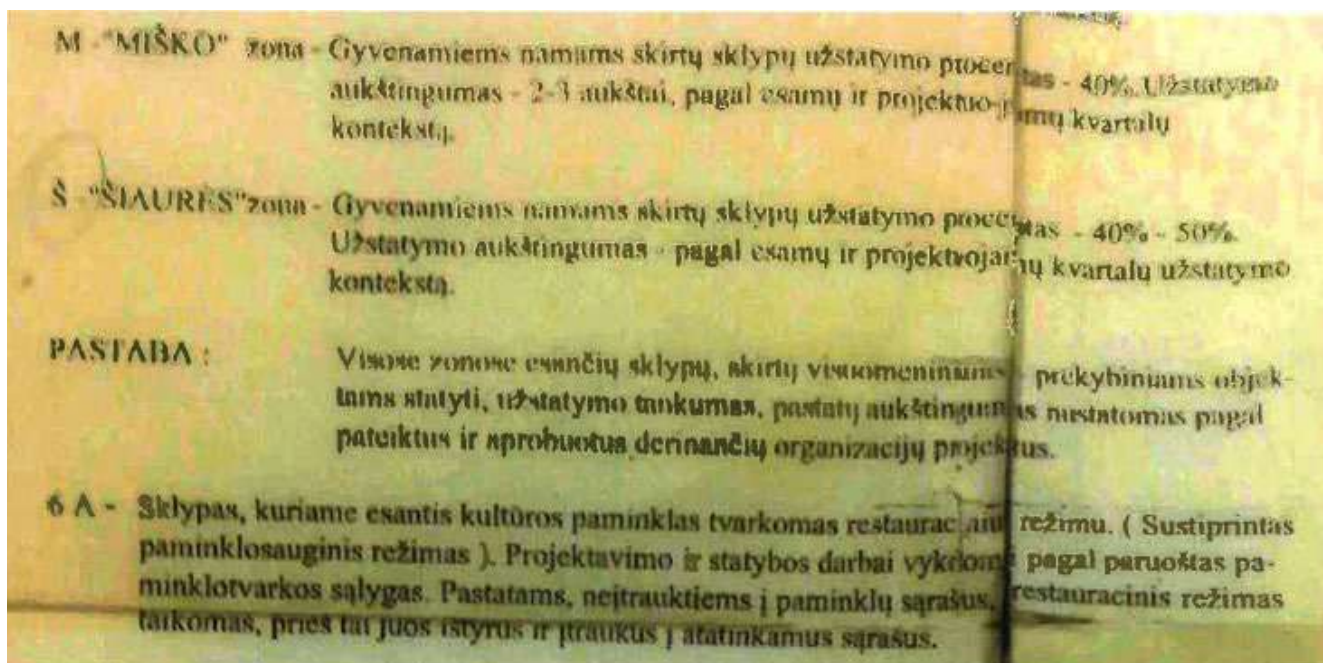 M -"MIŠKO" zona - Gyvenamiems namams skirtų sklypų užstatymo procentas - 40%. Užstatymo
aukštingumas - 2-3 aukštai, pagal esamų ir projektuo-jamų kvartalų
kontekstą.
Š -"ŠIAURĖS"zona - Gyvenamiems namams skirtų sklypų užstatymo procentas - 40% - 50%.
Užstatymo aukštingumas - pagal esamų ir projektuojamų kvartalų užstatymo
kontekstą.
PASTABA : Visose zonose esančių sklypų, skirtų visuomeniniams - prekybiniams objek-
tams statyti, užstatymo tankumas, pastatų aukštingumas nustatomas pagal
pateiktus ir aprobuotus derinančių organizacijų projektus.
6 A - Sklypas, kuriame esantis kultūros paminklas tvarkomas restauraciniu režimu. ( Sustiprintas
paminklosauginis režimas ). Projektavimo ir statybos darbai vykdomi pagal paruoštas pa-
minklotvarkos sąlygas. Pastatams, neįtrauktiems į paminklų sąrašus, restauracinis režimas
taikomas, prieš tai juos ištyrus ir įtraukus į atatinkamus sąrašus.